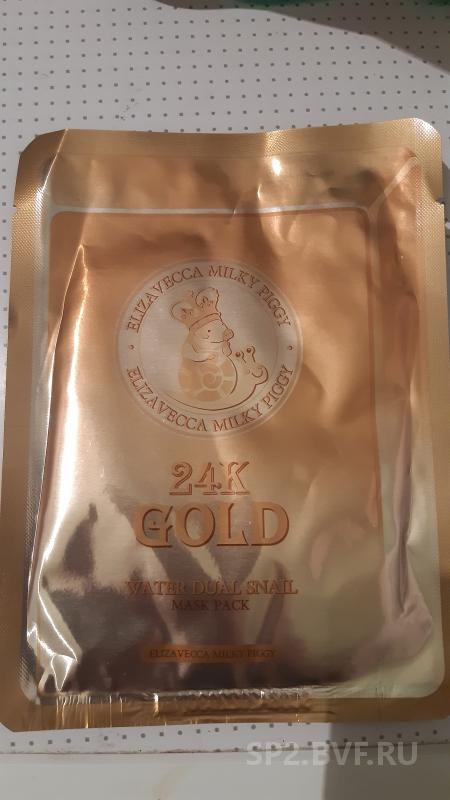 ELIZAVECCA MILKY PIGGY
ELIZAVECCA MILKY PIGGY
24K
GOLD
WATER DUAL SNAIL
MASK PACK
ELIZAVECCA MILKY PIGGY
SP2.BVF.RU